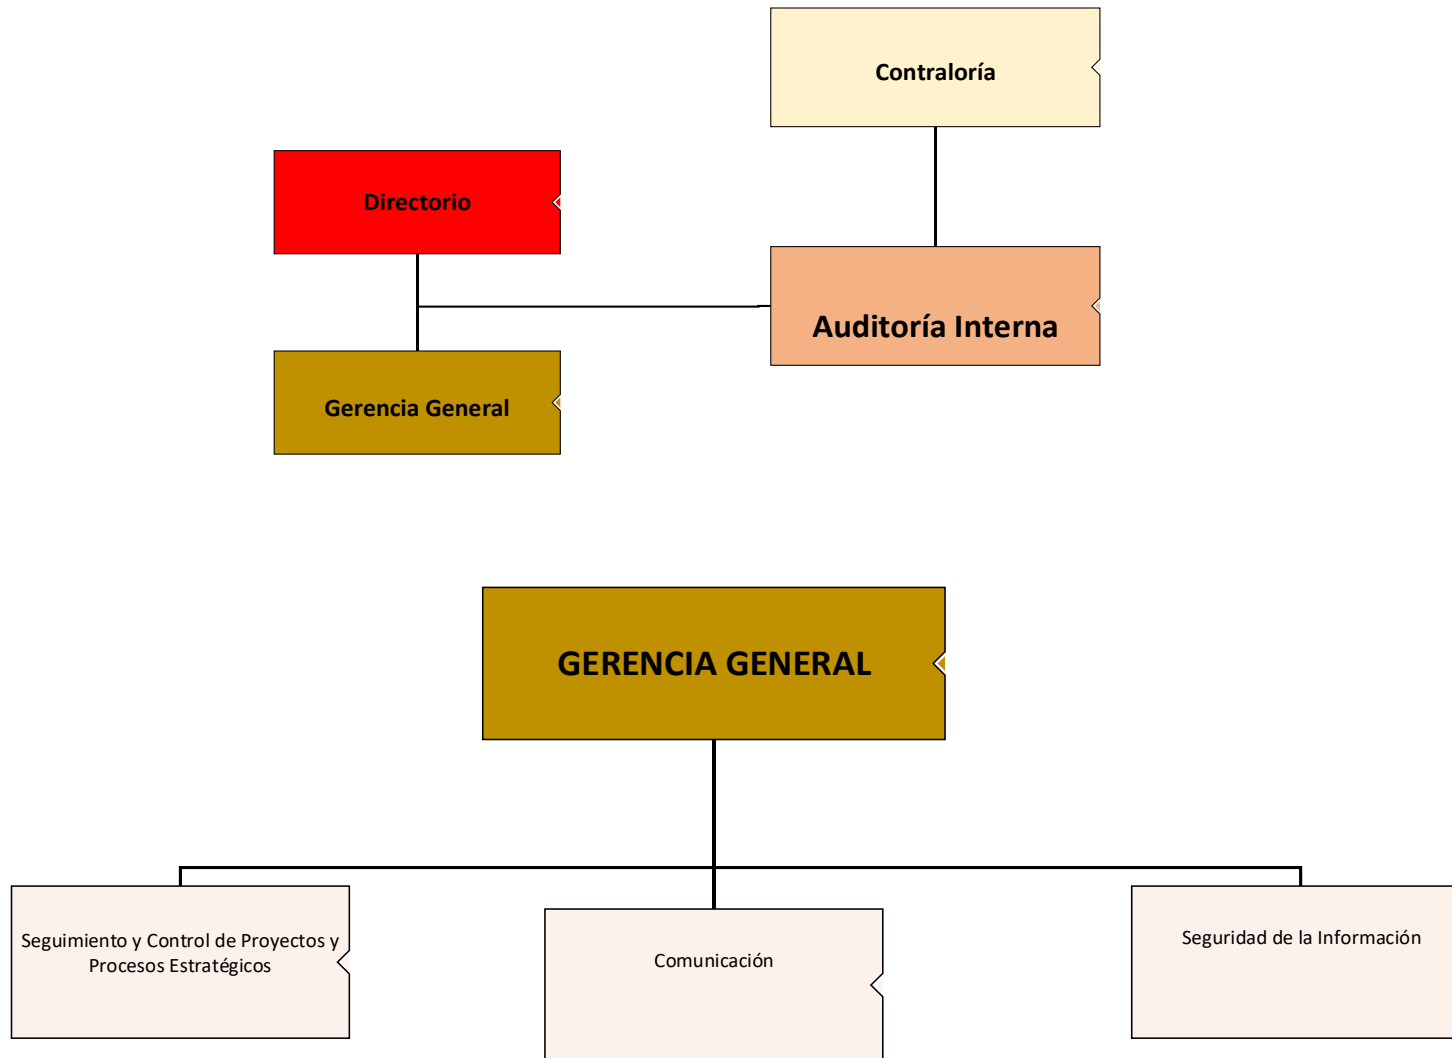 Contraloría
Directorio
Auditoría Interna
Gerencia General
GERENCIA GENERAL
Seguimiento y Control de Proyectos y
Procesos Estratégicos
Comunicación
Seguridad de la Información